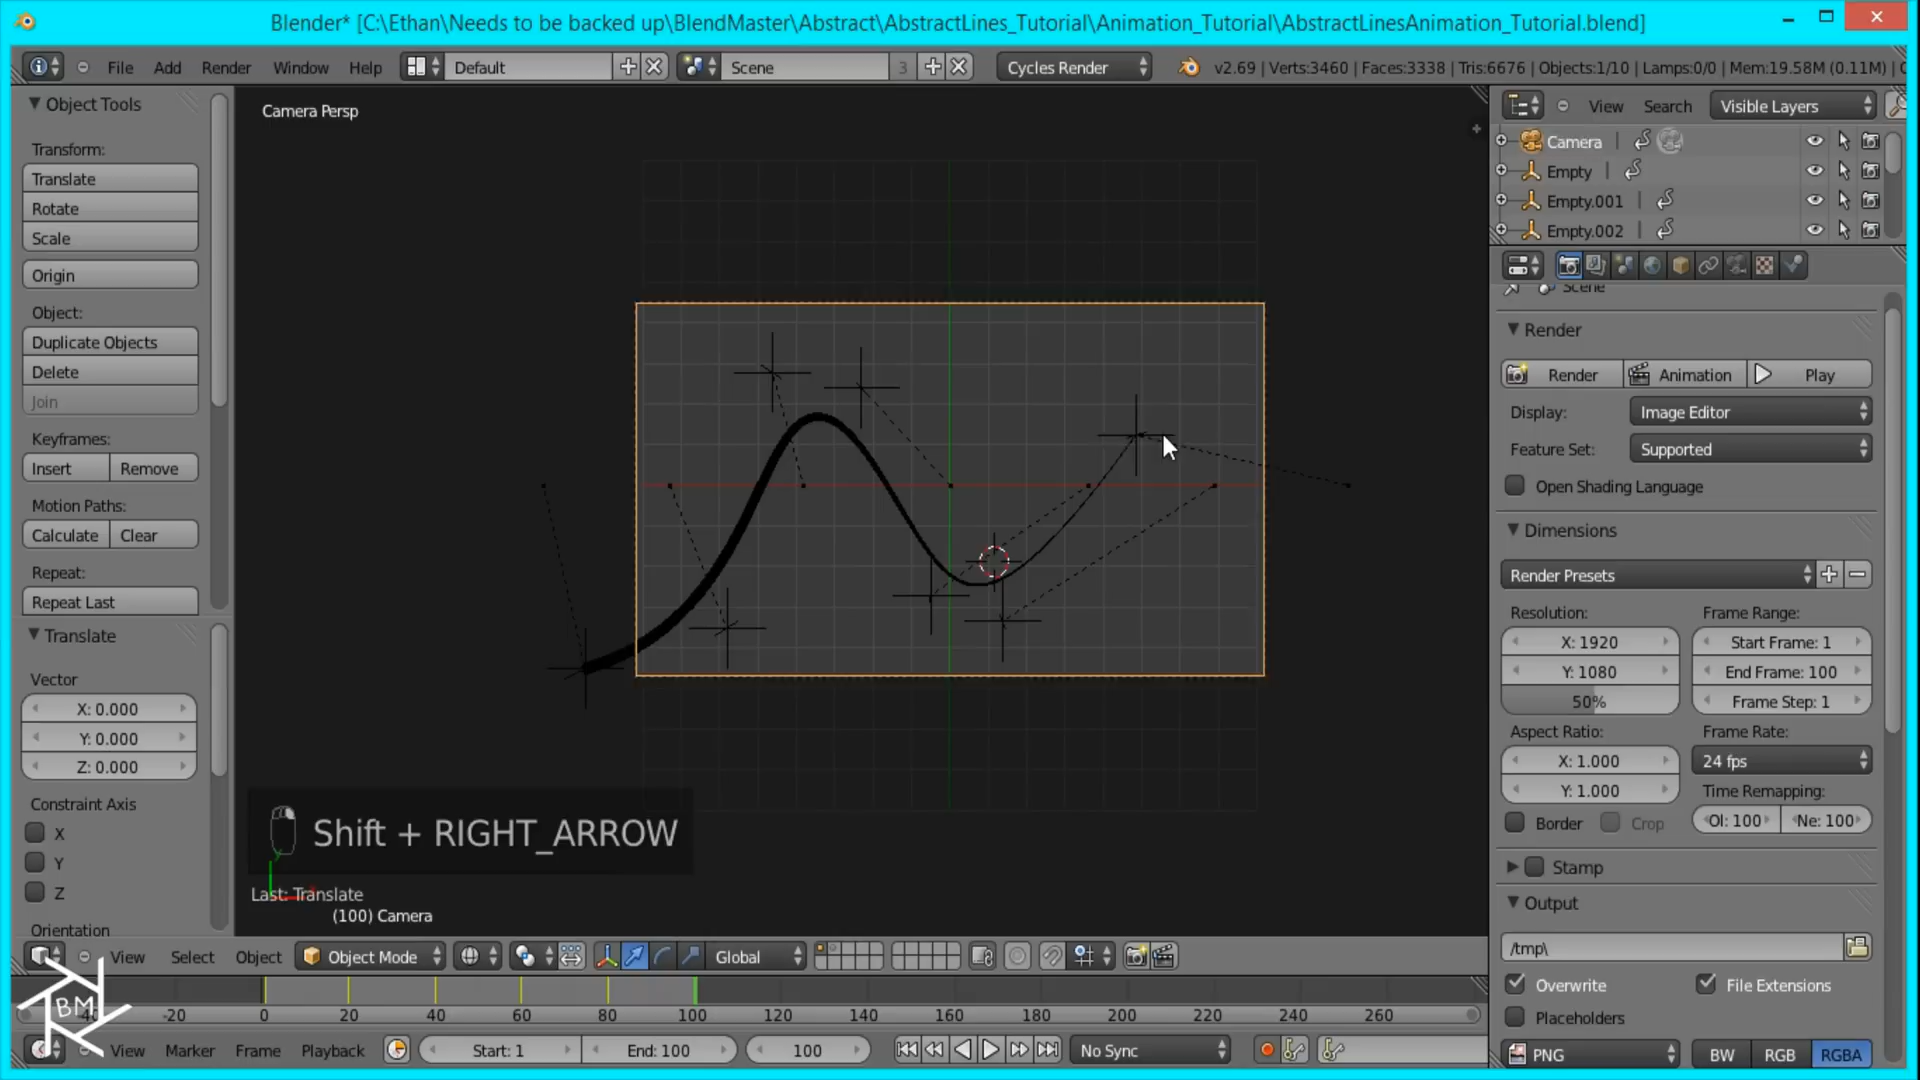 Blender* [C:\Ethan\Needs to be backed up\BlendMaster\Abstract\AbstractLines_Tutorial\Animation_Tutorial\AbstractLinesAnimation_Tutorial.blend]
File Add Render Window Help Default Scene 3 Cycles Render v2.69 | Verts:3460 | Faces:3338 | Tris:6676 | Objects:1/10 | Lamps:0/0 | Mem:19.58M (0.11M) |
Object Tools
Transform:
Translate
Rotate
Scale
Origin
Object:
Duplicate Objects
Delete
Join
Keyframes:
Insert Remove
Motion Paths:
Calculate Clear
Repeat:
Repeat Last
Translate
Vector
X: 0.000
Y: 0.000
Z: 0.000
Constraint Axis
X
Y
Z
Orientation
Camera Persp
Shift + RIGHT_ARROW
Last: Translate
(100) Camera
View Search Visible Layers
Camera
Empty
Empty.001
Empty.002
Scene
Render
Render Animation Play
Display: Image Editor
Feature Set: Supported
Open Shading Language
Dimensions
Render Presets
Resolution: Frame Range:
X: 1920 Start Frame: 1
Y: 1080 End Frame: 100
50% Frame Step: 1
Aspect Ratio: Frame Rate:
X: 1.000 24 fps
Y: 1.000 Time Remapping:
Border Crop Ol: 100 Ne: 100
Stamp
Output
/tmp\
Overwrite File Extensions
Placeholders
PNG BW RGB RGBA
View Select Object Object Mode Global
BM
-40 -20 0 20 40 60 80 100 120 140 160 180 200 220 240 260
View Marker Frame Playback Start: 1 End: 100 100 No Sync